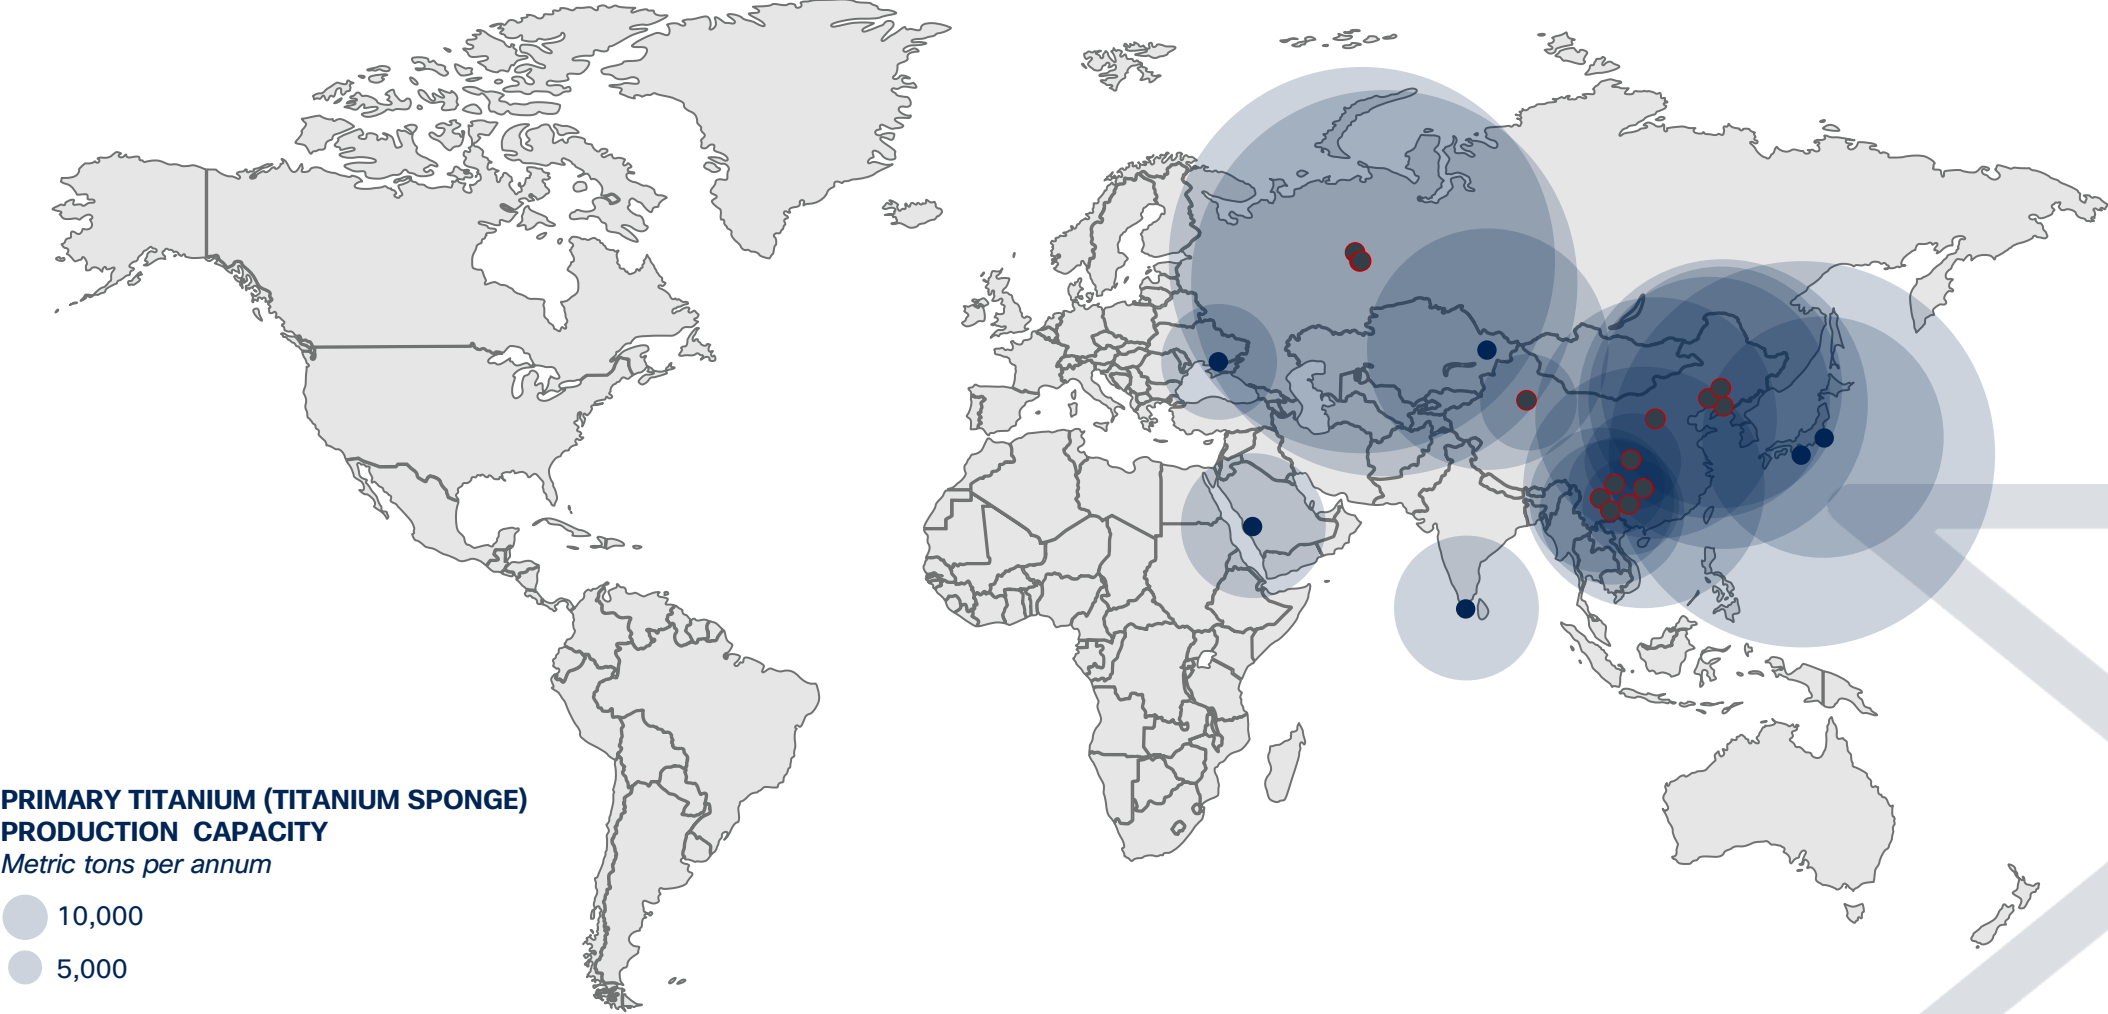 PRIMARY TITANIUM (TITANIUM SPONGE)
PRODUCTION CAPACITY
Metric tons per annum
10,000
5,000